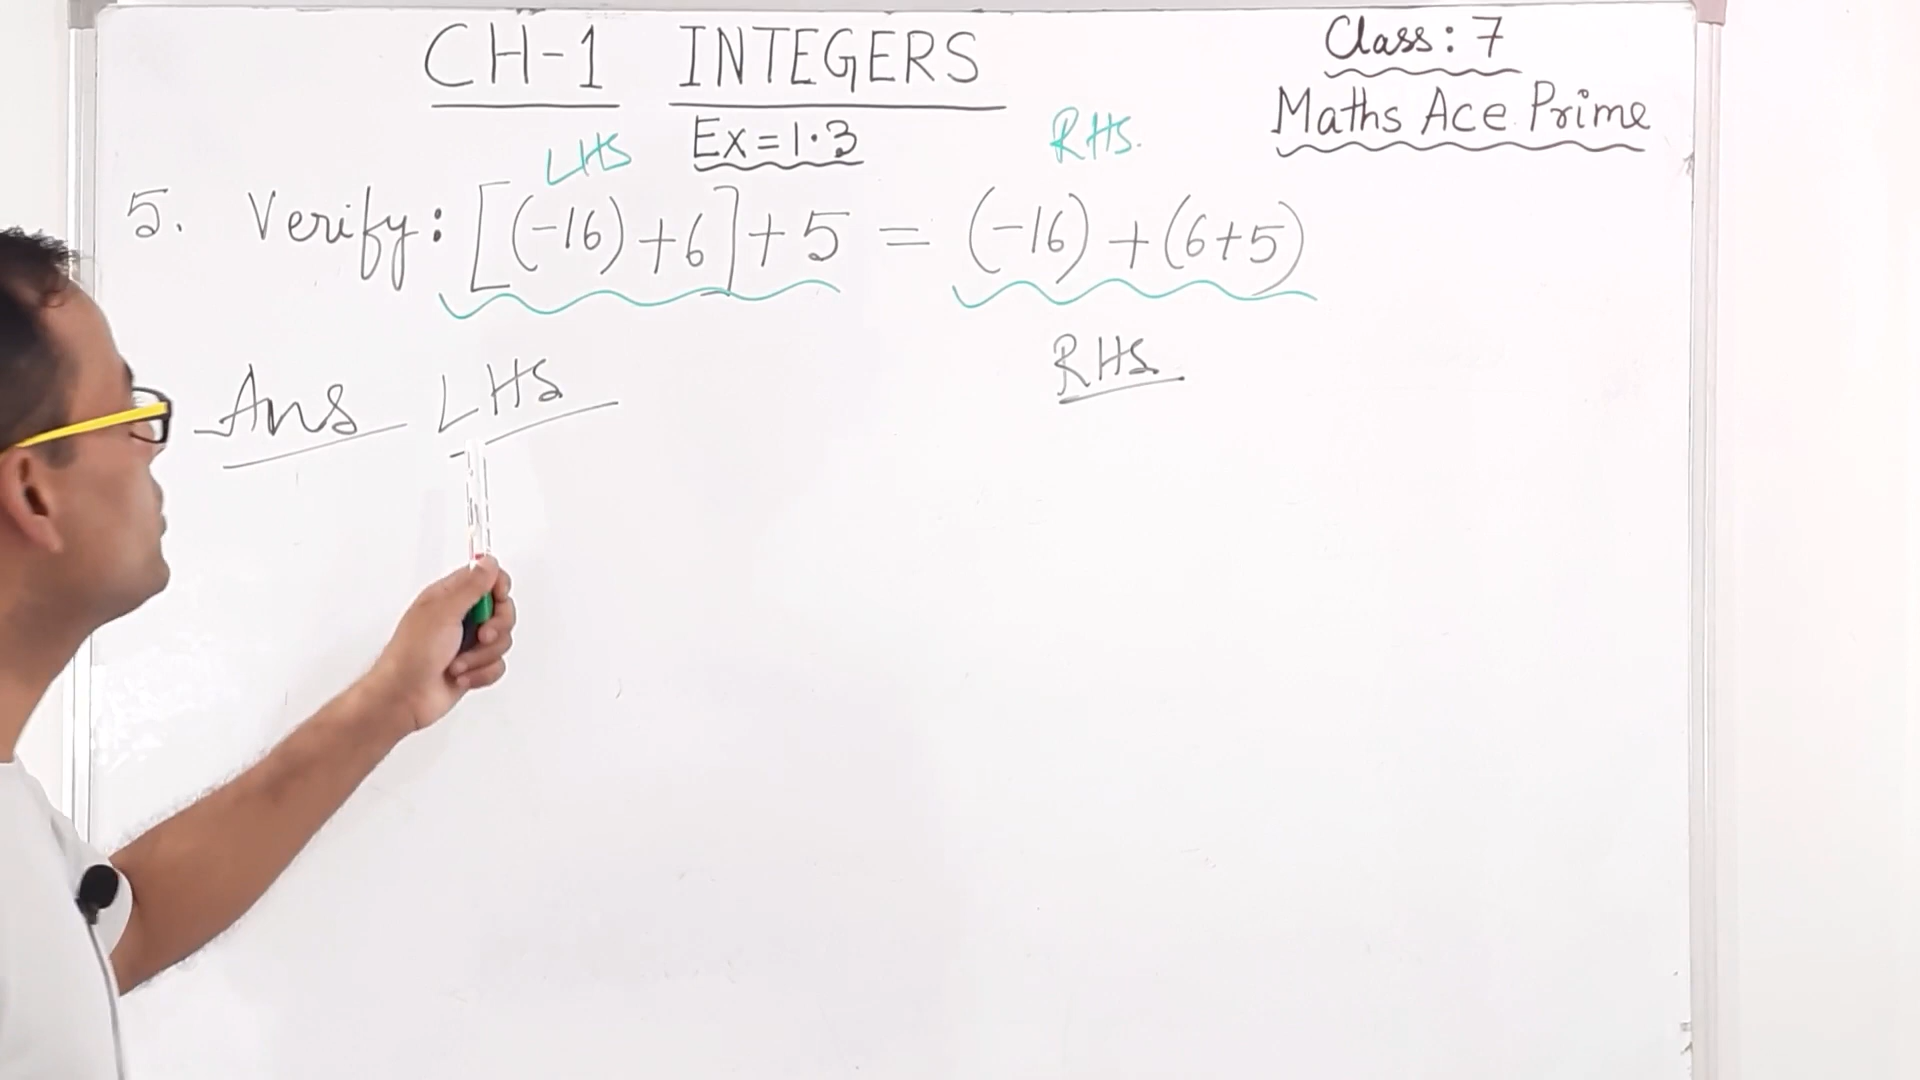 CH-1 INTEGERS
Class: 7
Maths Ace Prime
Ex=1.3
LHS
RHS.
5. Verify: [(-16)+6]+5 = (-16)+(6+5)
Ans LHS
RHS.